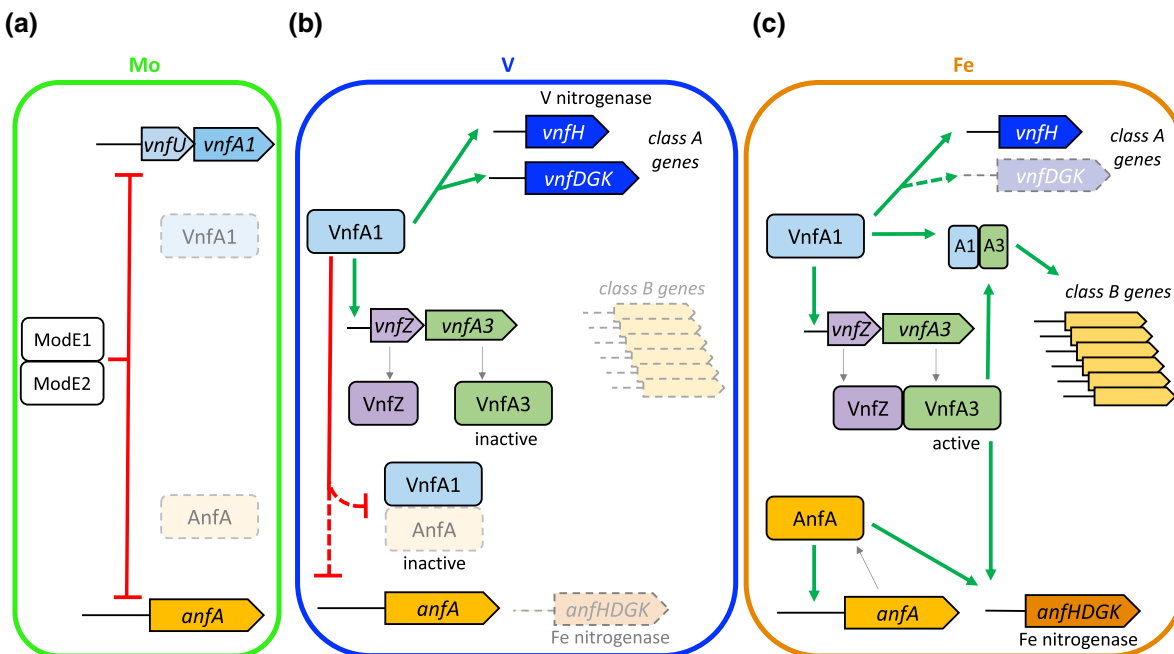 (a)
Mo
vnfU
vnfA1
VnfA1
ModE1
ModE2
AnfA
anfA
(b)
V
V nitrogenase
vnfH
class A
genes
vnfDGK
VnfA1
class B genes
vnfZ
vnfA3
VnfZ
VnfA3
inactive
VnfA1
AnfA
inactive
anfA
anfHDGK
Fe nitrogenase
(c)
Fe
vnfH
class A
genes
vnfDGK
VnfA1
A1
A3
class B genes
vnfZ
vnfA3
VnfZ
VnfA3
active
AnfA
anfA
anfHDGK
Fe nitrogenase